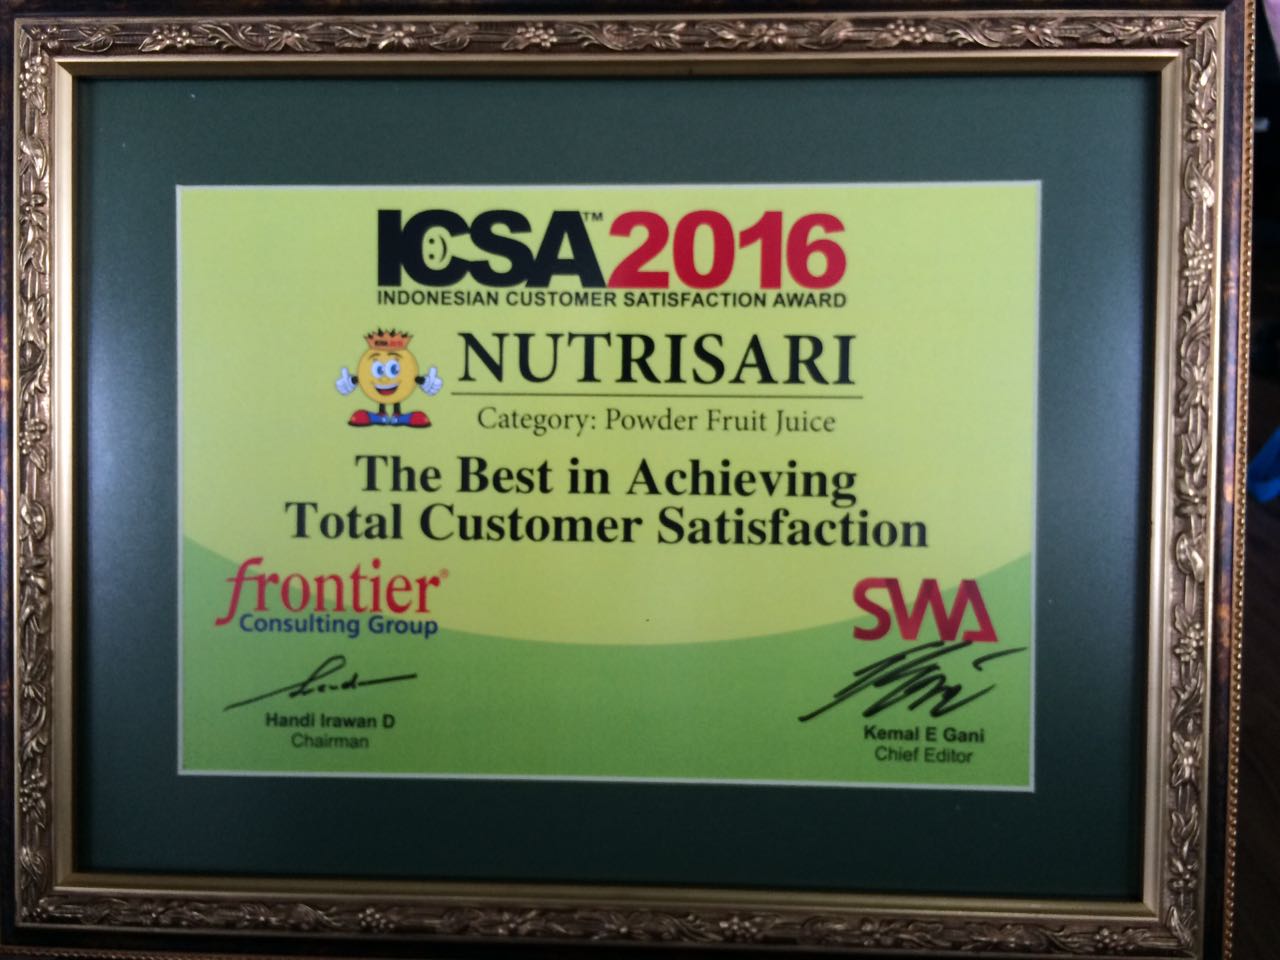 ICSA™2016
INDONESIAN CUSTOMER SATISFACTION AWARD
NUTRISARI
Category: Powder Fruit Juice
The Best in Achieving
Total Customer Satisfaction
frontier®
Consulting Group
SWA
Handi Irawan D
Chairman
Kemal E Gani
Chief Editor